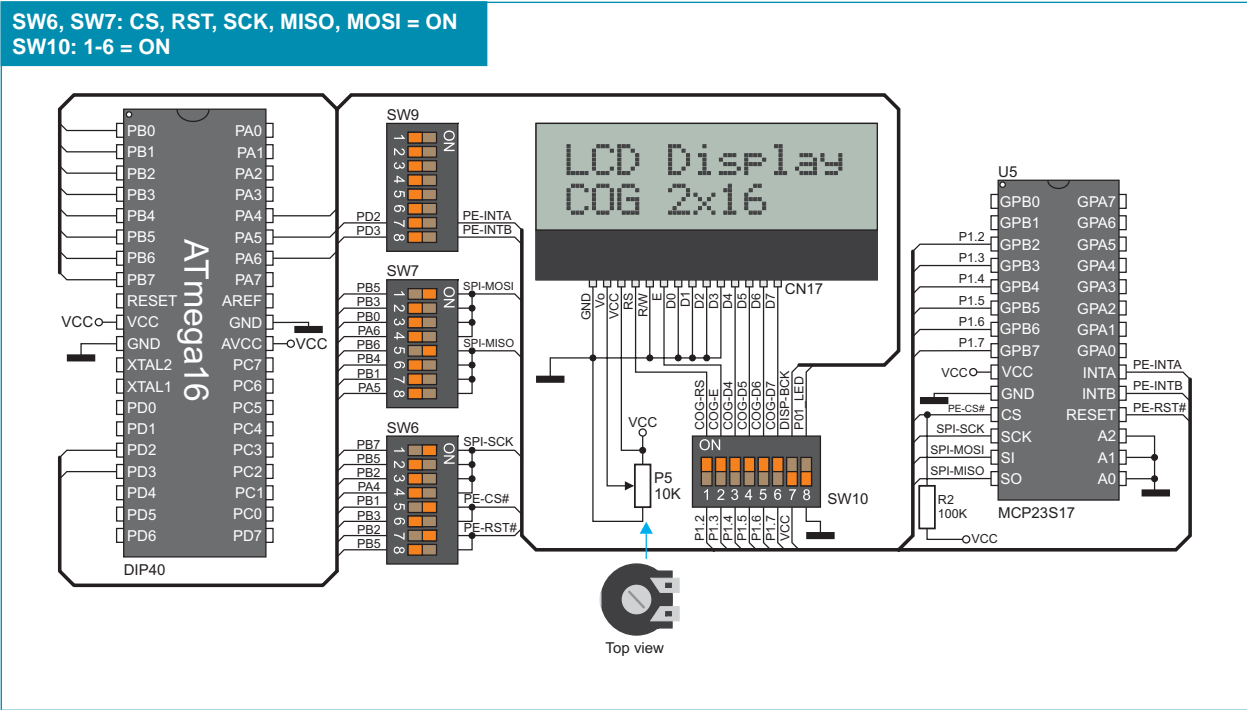 SW6, SW7: CS, RST, SCK, MISO, MOSI = ON
SW10: 1-6 = ON
ATmega16
PB0 PA0
PB1 PA1
PB2 PA2
PB3 PA3
PB4 PA4
PB5 PA5
PB6 PA6
PB7 PA7
RESET AREF
VCC VCC GND
GND AVCC VCC
XTAL2 PC7
XTAL1 PC6
PD0 PC5
PD1 PC4
PD2 PC3
PD3 PC2
PD4 PC1
PD5 PC0
PD6 PD7
DIP40
SW9
ON
1
2
3
4
5
6
PD2 7 PE-INTA
PD3 8 PE-INTB
SW7
ON
PB5 1 SPI-MOSI
PB3 2
PB0 3
PA6 4
PB6 5 SPI-MISO
PB4 6
PB1 7
PA5 8
SW6
ON
PB7 1 SPI-SCK
PB5 2
PB2 3
PA4 4
PB1 5 PE-CS#
PB3 6
PB2 7 PE-RST#
PB5 8
LCD Display
COG 2x16
CN17
GND Vo VCC RS R/W E D0 D1 D2 D3 D4 D5 D6 D7
COG-RS COG-E COG-D4 COG-D5 COG-D6 COG-D7 DISP-BCK P01_LED
VCC
P5
10K
ON
1 2 3 4 5 6 7 8
SW10
P1.2 P1.3 P1.4 P1.5 P1.6 P1.7 VCC
Top view
U5
GPB0 GPA7
GPB1 GPA6
P1.2 GPB2 GPA5
P1.3 GPB3 GPA4
P1.4 GPB4 GPA3
P1.5 GPB5 GPA2
P1.6 GPB6 GPA1
P1.7 GPB7 GPA0
VCC VCC INTA PE-INTA
GND INTB PE-INTB
PE-CS# CS RESET PE-RST#
SPI-SCK SCK A2
SPI-MOSI SI A1
SPI-MISO SO A0
MCP23S17
R2
100K
VCC